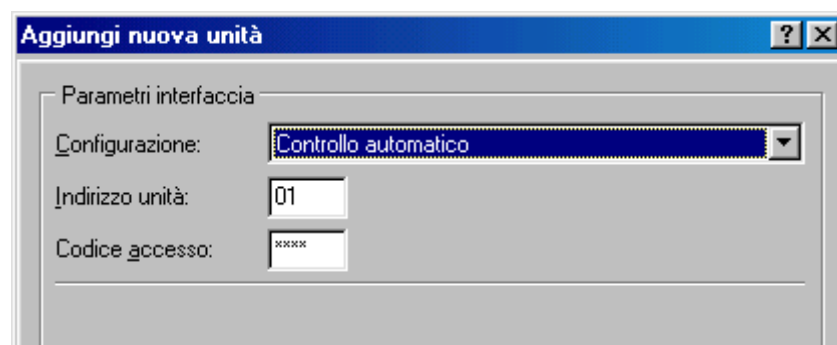 Aggiungi nuova unità
Parametri interfaccia
Configurazione: Controllo automatico
Indirizzo unità: 01
Codice accesso: ****